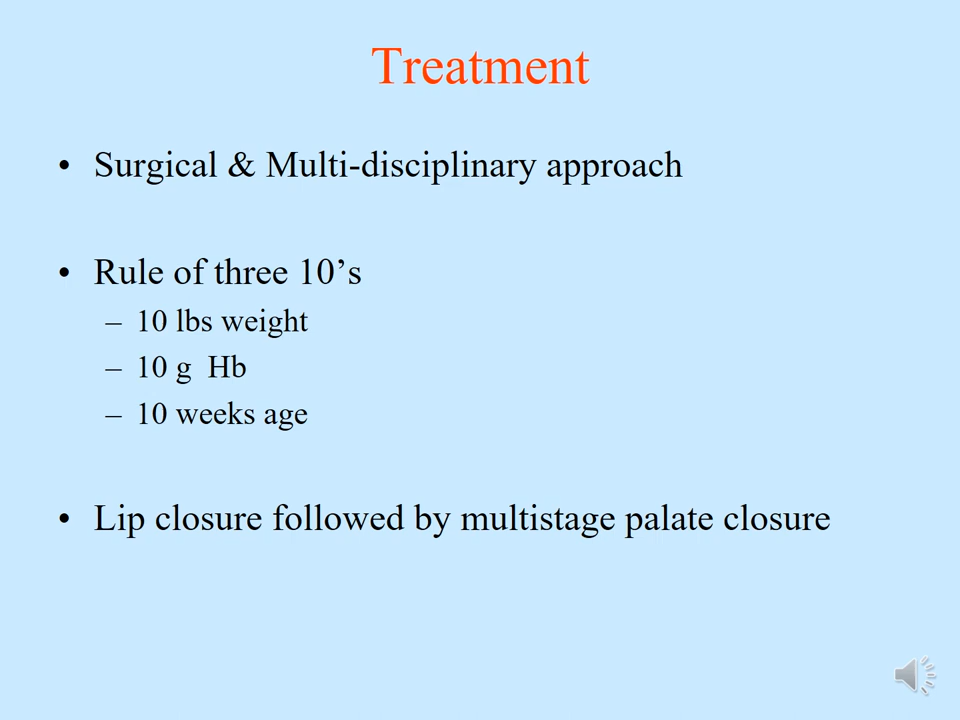 Treatment
• Surgical & Multi-disciplinary approach
• Rule of three 10’s
– 10 lbs weight
– 10 g  Hb
– 10 weeks age
• Lip closure followed by multistage palate closure